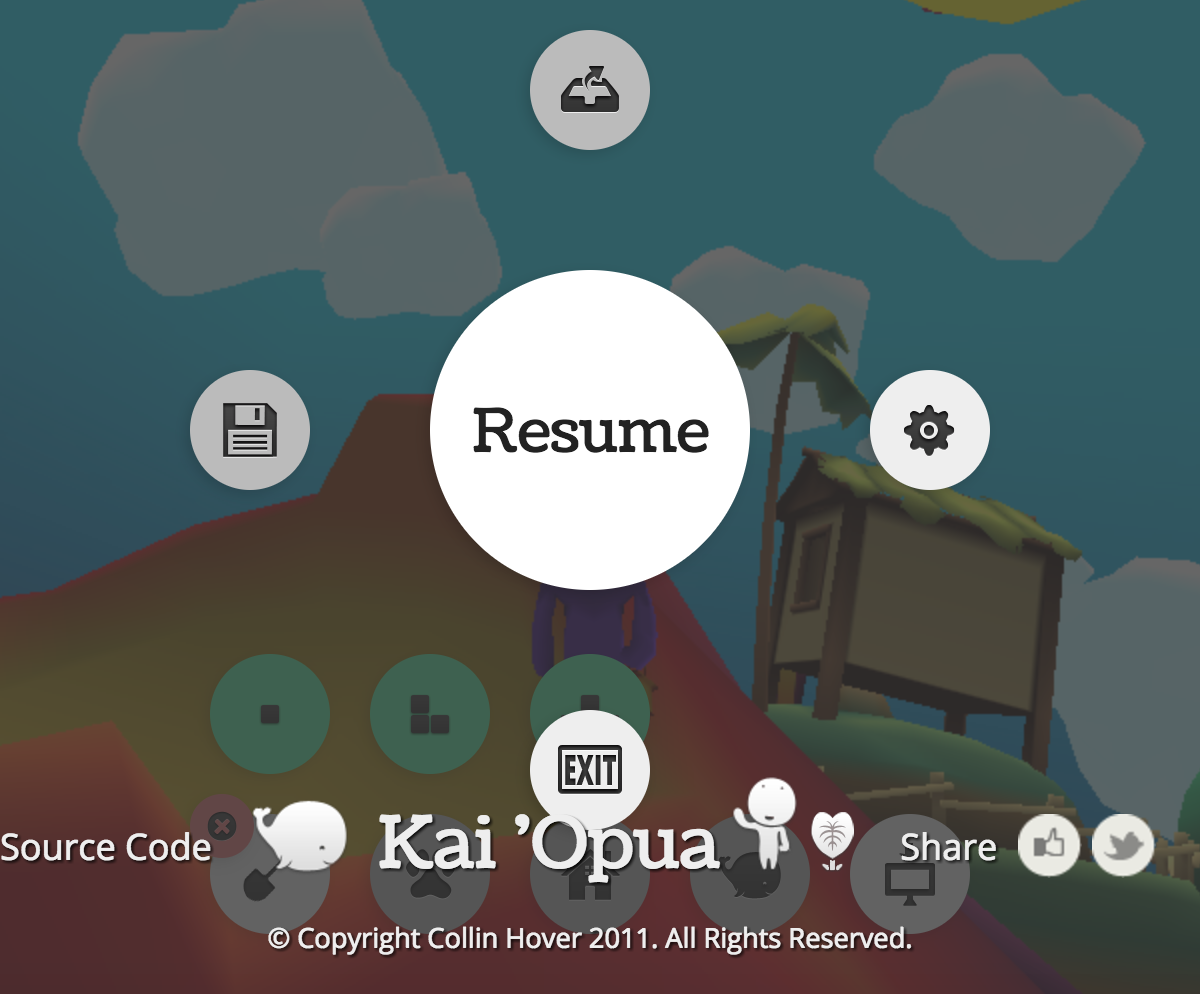 Resume
EXIT
Source Code
Kai 'Opua
Share
© Copyright Collin Hover 2011. All Rights Reserved.